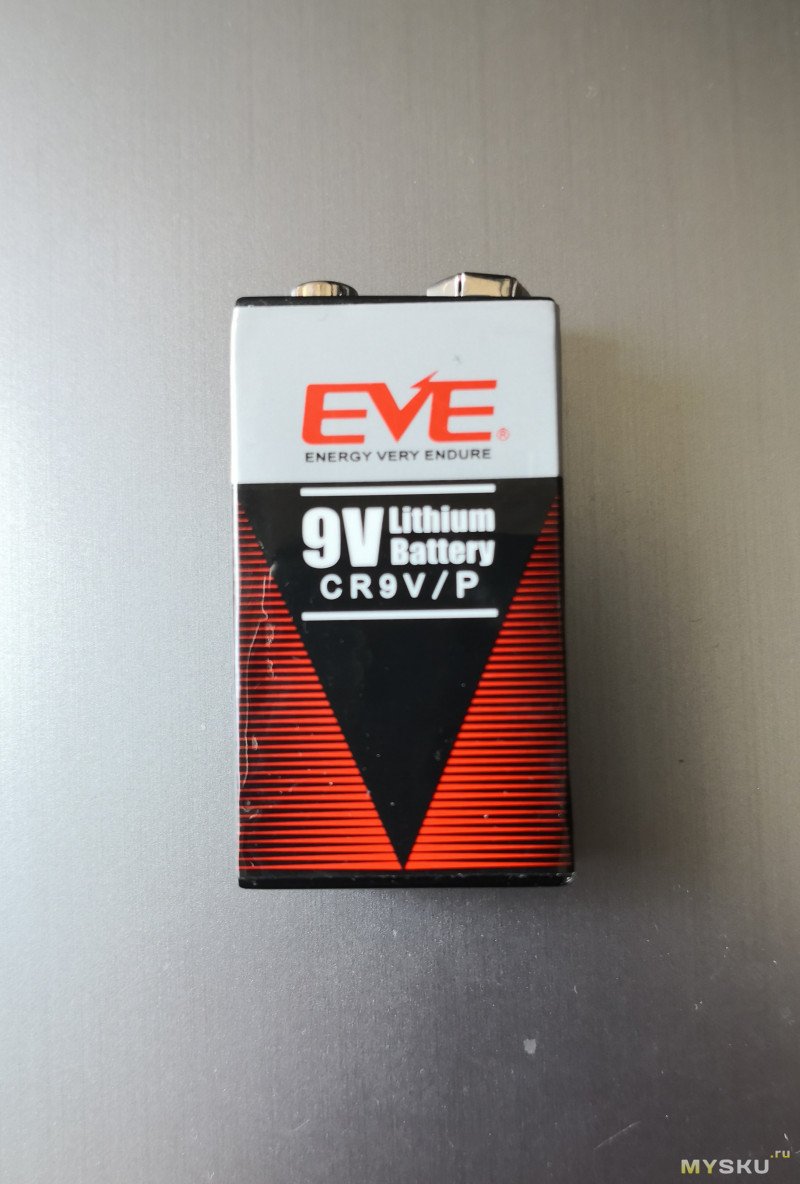 EVE®
ENERGY VERY ENDURE
9V Lithium
Battery
CR9V/P
MYSKU.ru